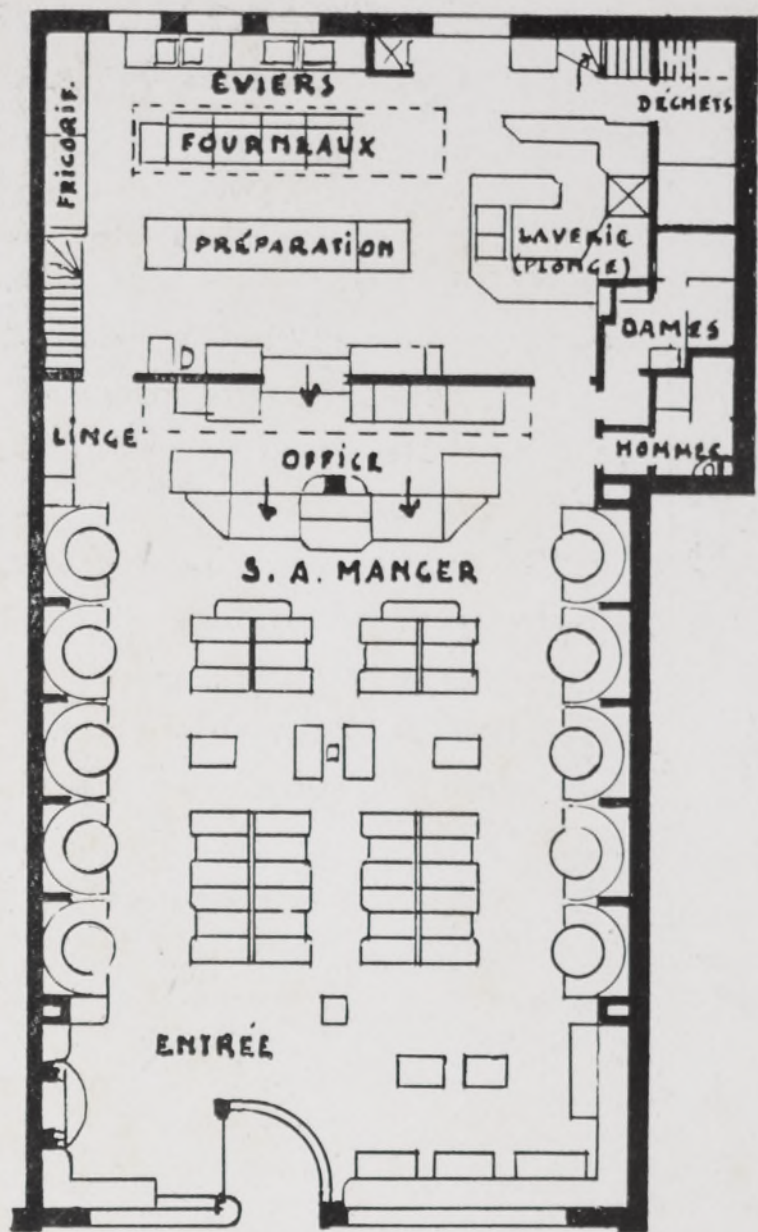 ÉVIERS
DÉCHETS
FRIGORIF.
FOURNEAUX
PRÉPARATION
LAVERIE
(PLONGE)
DAMES
LINGE
HOMMES
OFFICE
S. A. MANGER
ENTRÉE